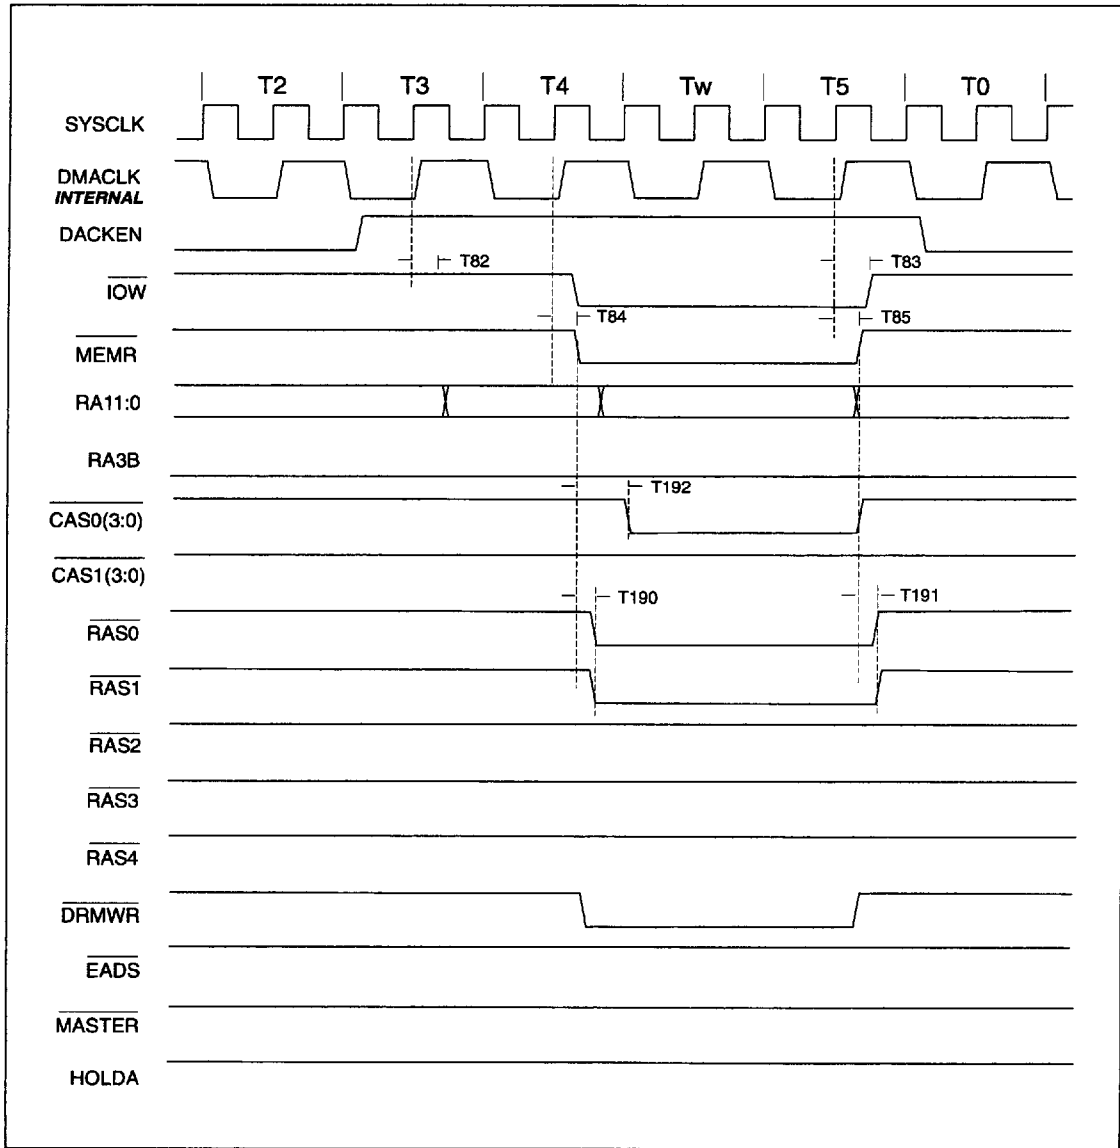 T2 T3 T4 Tw T5 T0
SYSCLK
DMACLK
INTERNAL
DACKEN
T82 T83
IOW
T84 T85
MEMR
RA11:0
RA3B
T192
CAS0(3:0)
CAS1(3:0)
T190 T191
RAS0
RAS1
RAS2
RAS3
RAS4
DRMWR
EADS
MASTER
HOLDA